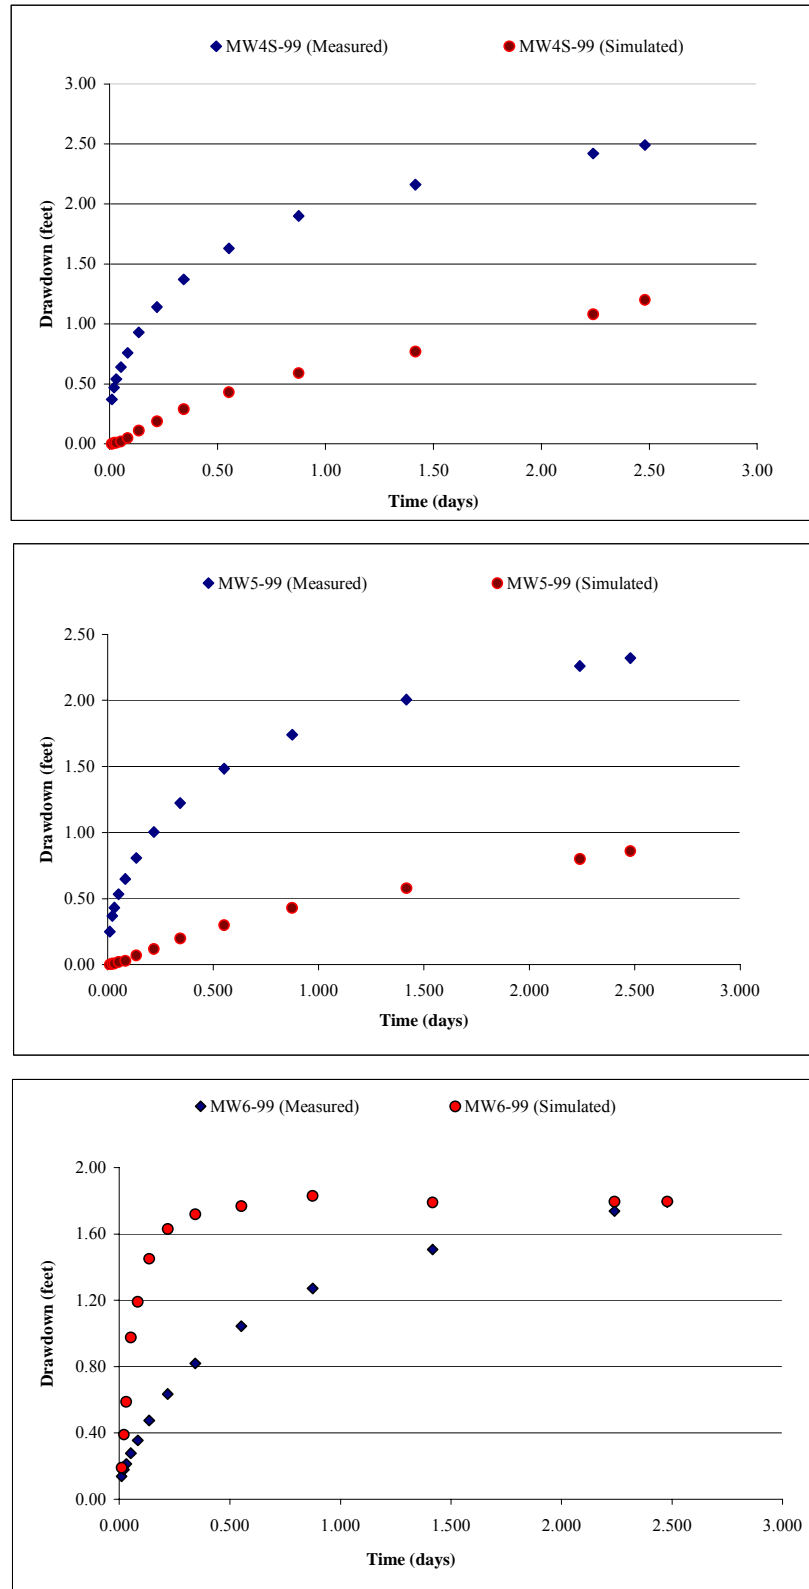 MW4S-99 (Measured) MW4S-99 (Simulated)
3.00
2.50
2.00
1.50
1.00
0.50
0.00
Drawdown (feet)
0.00 0.50 1.00 1.50 2.00 2.50 3.00
Time (days)
MW5-99 (Measured) MW5-99 (Simulated)
2.50
2.00
1.50
1.00
0.50
0.00
Drawdown (feet)
0.000 0.500 1.000 1.500 2.000 2.500 3.000
Time (days)
MW6-99 (Measured) MW6-99 (Simulated)
2.00
1.60
1.20
0.80
0.40
0.00
Drawdown (feet)
0.000 0.500 1.000 1.500 2.000 2.500 3.000
Time (days)